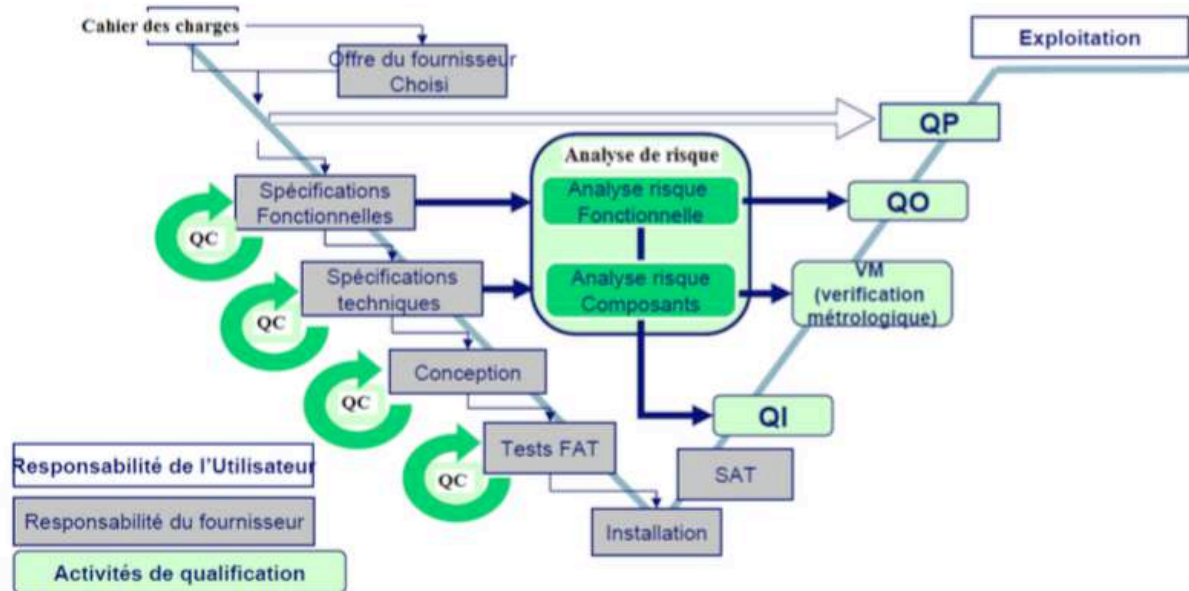 Cahier des charges
Offre du fournisseur
Choisi
Exploitation
QP
Analyse de risque
Spécifications
Fonctionnelles
Analyse risque
Fonctionnelle
QO
QC
Spécifications
techniques
Analyse risque
Composants
VM
(verification
métrologique)
QC
Conception
QC
QI
Tests FAT
QC
SAT
Installation
Responsabilité de l'Utilisateur
Responsabilité du fournisseur
Activités de qualification